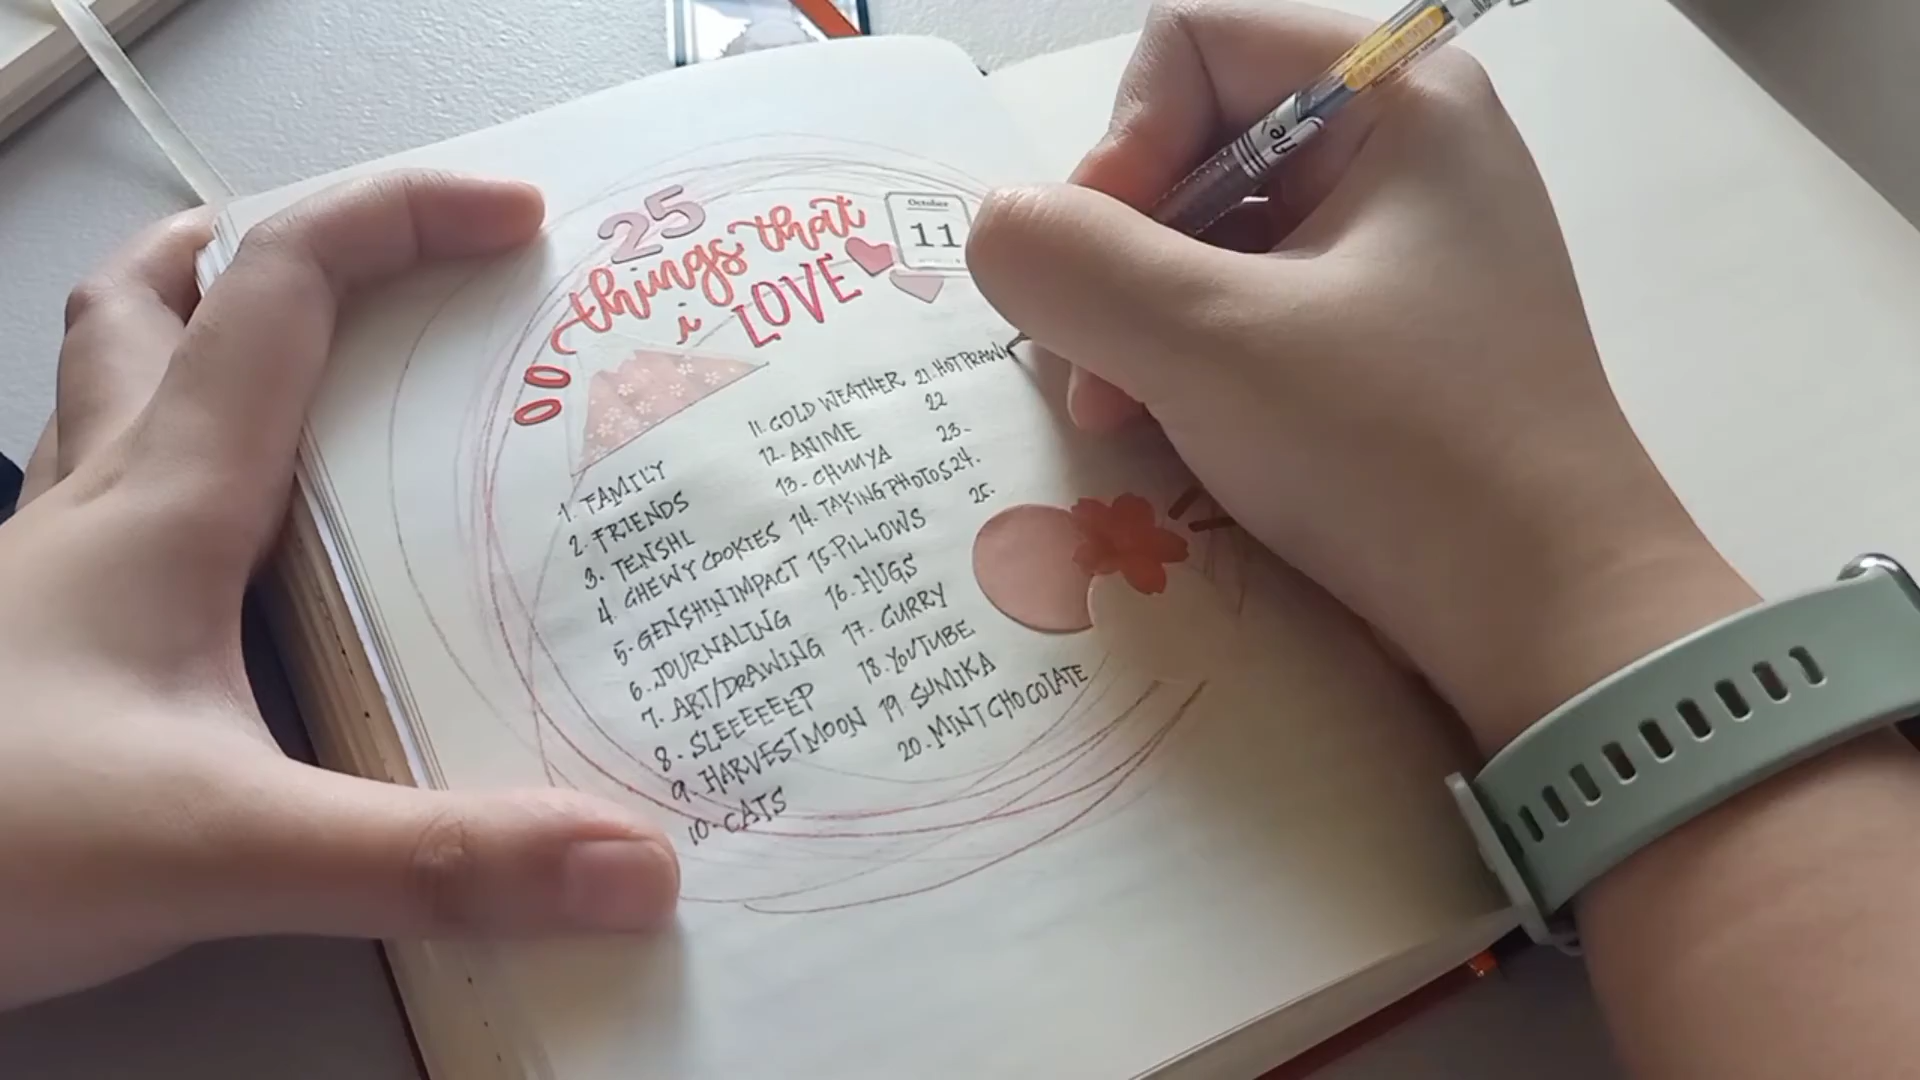 25
things that
i LOVE
October
11
1. FAMILY
2. FRIENDS
3. TENSHI
4. CHEWY COOKIES
5. GENSHIN IMPACT
6. JOURNALING
7. ART/DRAWING
8. SLEEEEEEP
9. HARVEST MOON
10. CATS
11. COLD WEATHER
12. ANIME
13. CHUUYA
14. TAKING PHOTOS
15. PILLOWS
16. HUGS
17. CURRY
18. YOUTUBE
19 SUMIKA
20. MINT CHOCOLATE
21. HOT PRAWN
22
23.
24.
25.